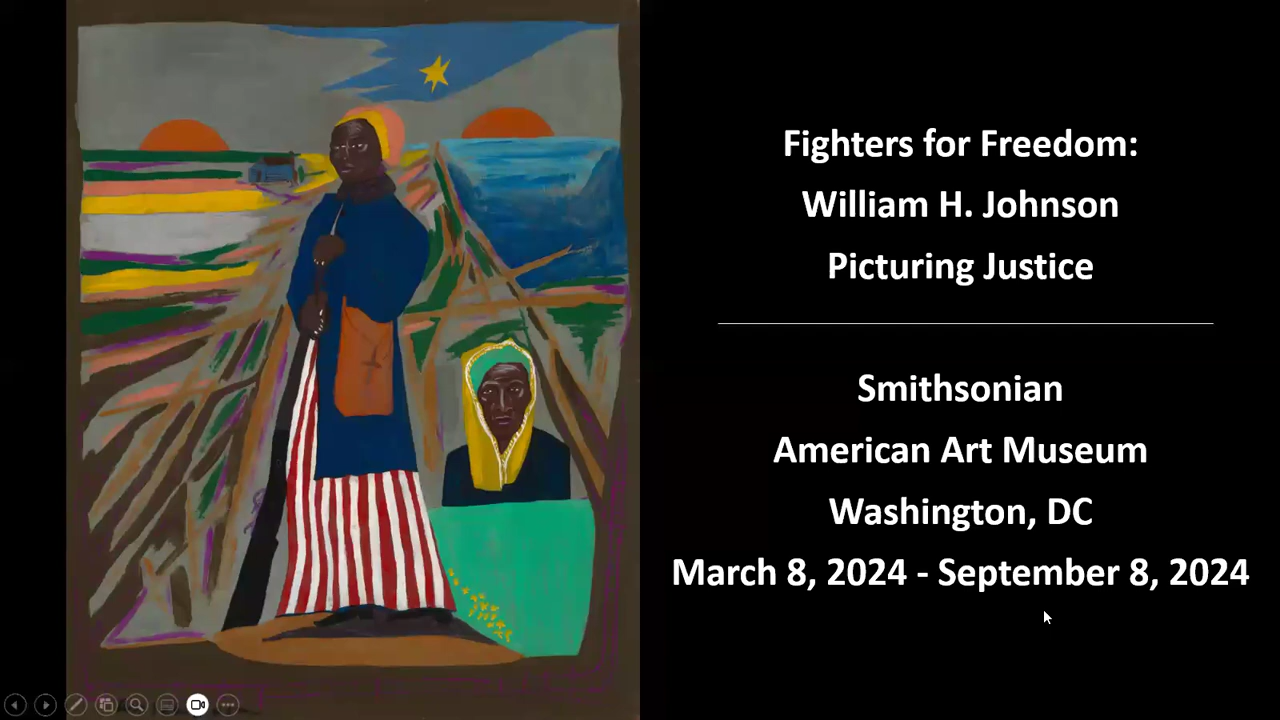 Fighters for Freedom:
William H. Johnson
Picturing Justice
Smithsonian
American Art Museum
Washington, DC
March 8, 2024 - September 8, 2024